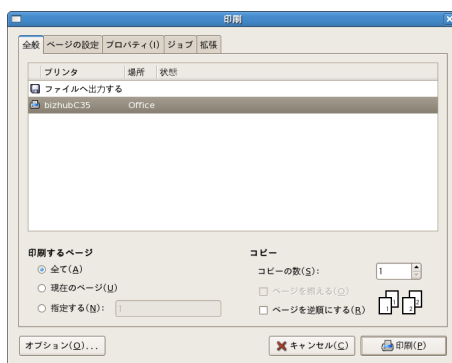 印刷
全般 ページの設定 プロパティ(I) ジョブ 拡張
プリンタ 場所 状態
ファイルへ出力する
bizhubC35 Office
印刷するページ
全て(A)
現在のページ(U)
指定する(N): 1
コピー
コピーの数(S): 1
ページを揃える(O)
ページを逆順にする(R)
1 1 2 2
オプション(O)... キャンセル(C) 印刷(P)